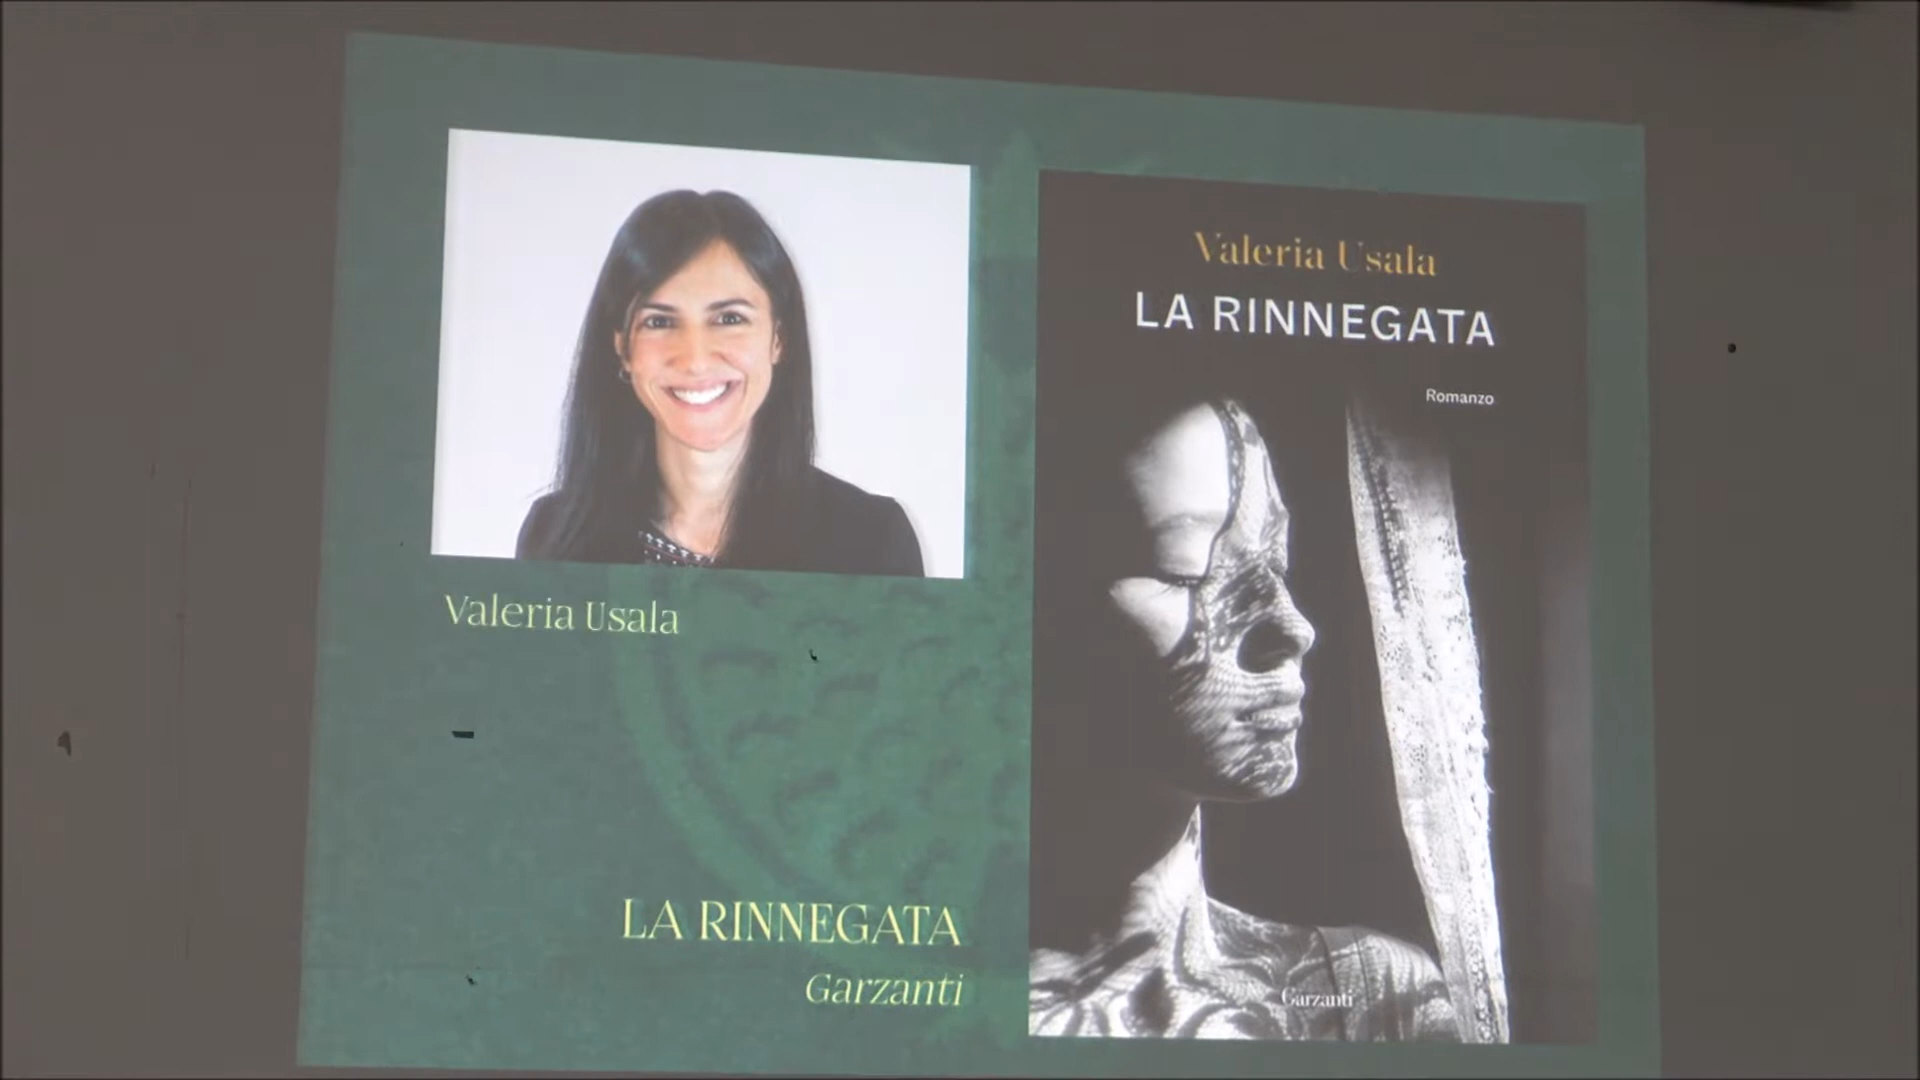 Valeria Usala
LA RINNEGATA
Garzanti
Valeria Usala
LA RINNEGATA
Romanzo
Garzanti